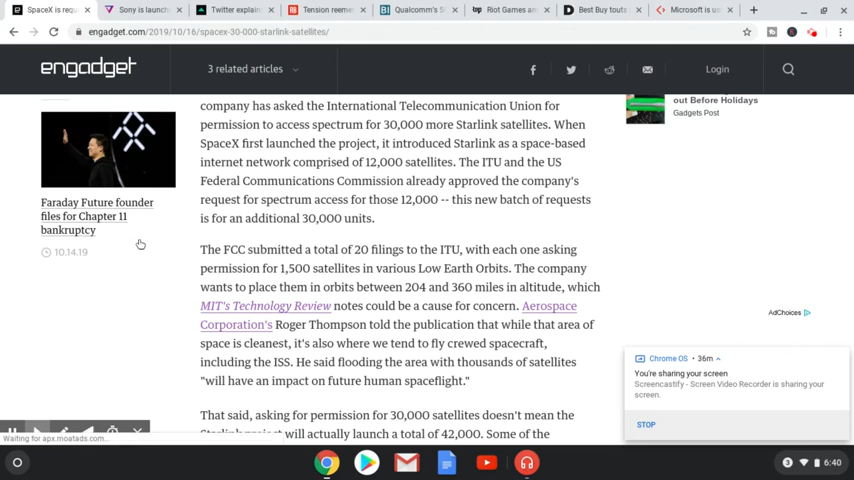 SpaceX is requ
Sony is launch
Twitter explain
Tension reeme
Qualcomm's S
Riot Games an
Best Buy touts
Microsoft is us
engadget.com/2019/10/16/spacex-30-000-starlink-satellites/
engadget
3 related articles
Login
company has asked the International Telecommunication Union for
permission to access spectrum for 30,000 more Starlink satellites. When
SpaceX first launched the project, it introduced Starlink as a space-based
internet network comprised of 12,000 satellites. The ITU and the US
Federal Communications Commission already approved the company's
request for spectrum access for those 12,000 -- this new batch of requests
is for an additional 30,000 units.
The FCC submitted a total of 20 filings to the ITU, with each one asking
permission for 1,500 satellites in various Low Earth Orbits. The company
wants to place them in orbits between 204 and 360 miles in altitude, which
MIT's Technology Review notes could be a cause for concern. Aerospace
Corporation's Roger Thompson told the publication that while that area of
space is cleanest, it's also where we tend to fly crewed spacecraft,
including the ISS. He said flooding the area with thousands of satellites
"will have an impact on future human spaceflight."
That said, asking for permission for 30,000 satellites doesn't mean the
Starlink project will actually launch a total of 42,000. Some of the
Faraday Future founder
files for Chapter 11
bankruptcy
10.14.19
out Before Holidays
Gadgets Post
AdChoices
Chrome OS • 36m
You're sharing your screen
Screencastify - Screen Video Recorder is sharing your
screen.
STOP
Waiting for apx.moatads.com...
3
6:40